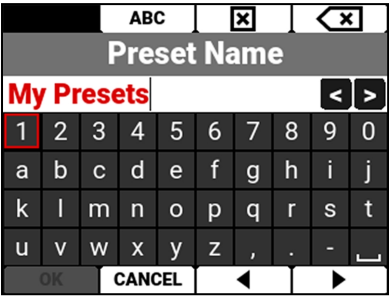 ABC
Preset Name
My Presets < >
1 2 3 4 5 6 7 8 9 0
a b c d e f g h i j
k l m n o p q r s t
u v w x y z , . -
OK CANCEL